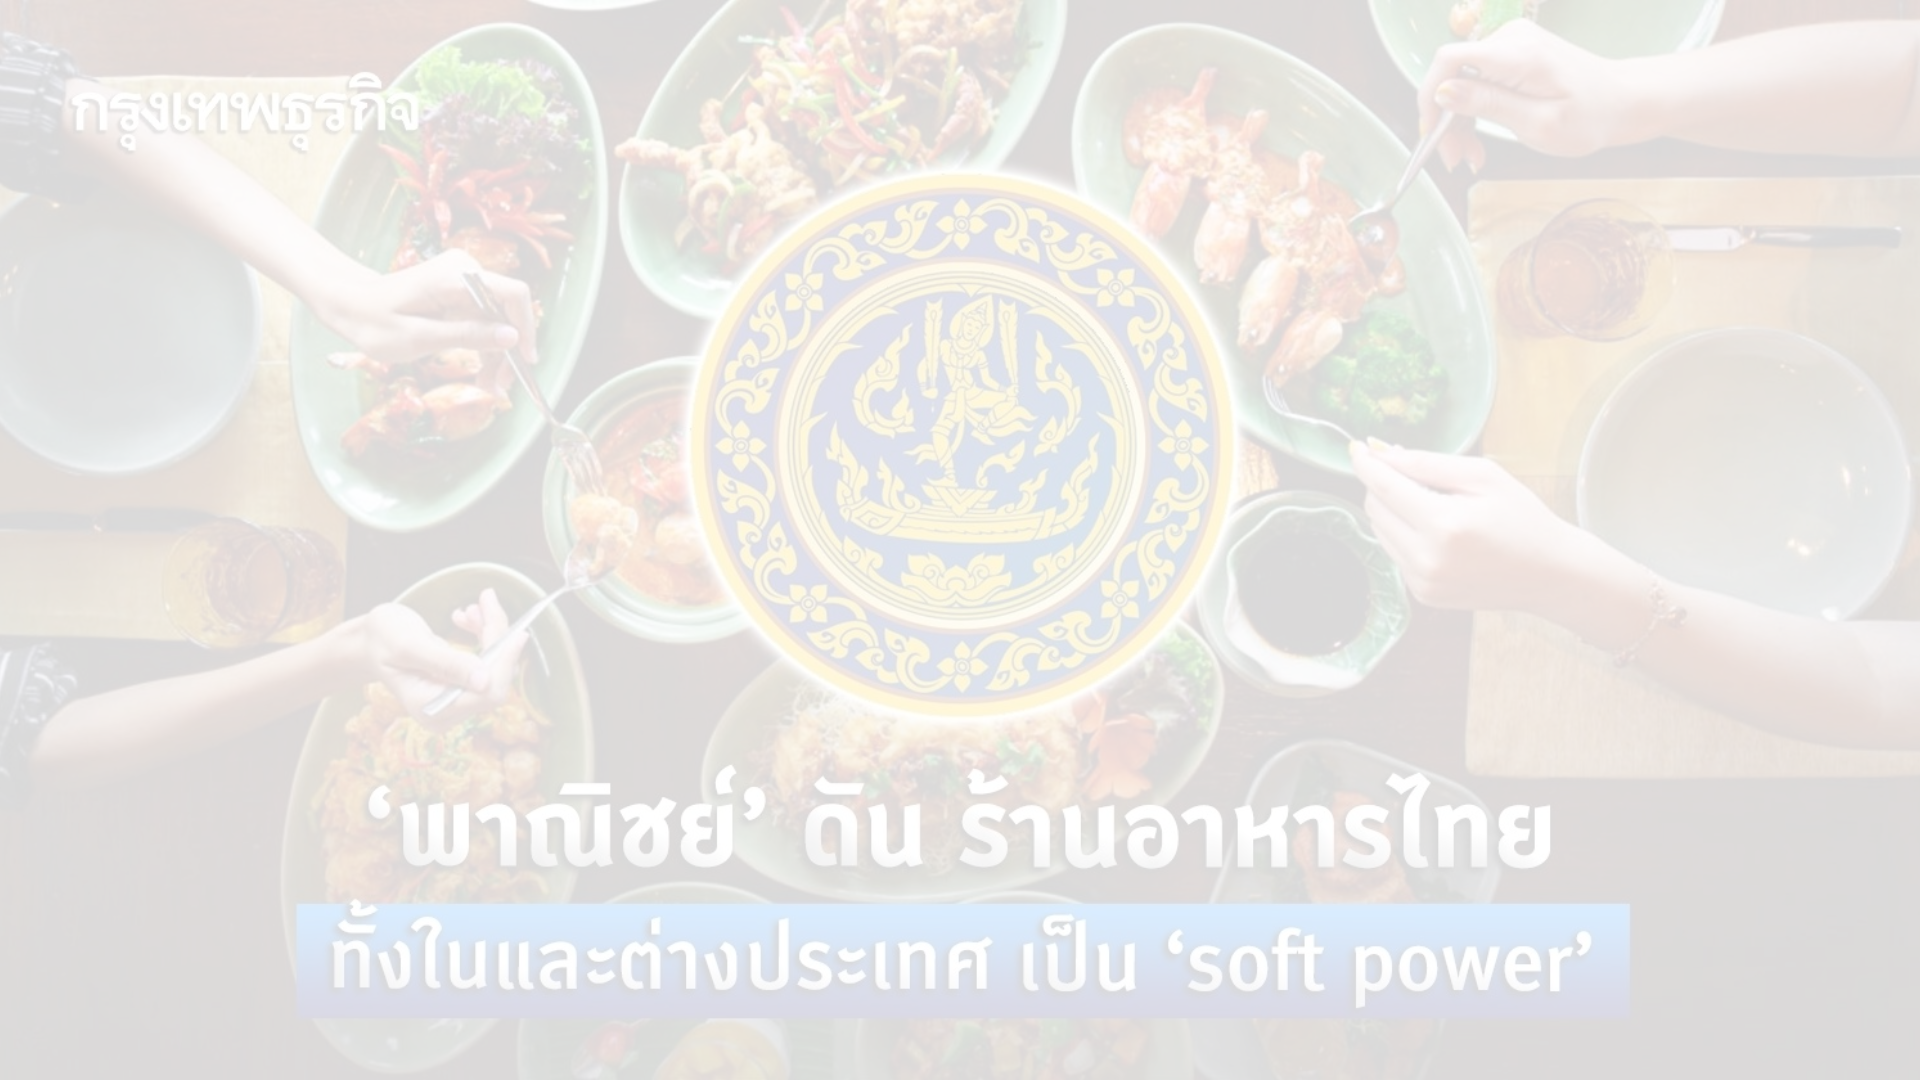 กรุงเทพธุรกิจ
‘พาณิชย์’ ดัน ร้านอาหารไทย
ทั้งในและต่างประเทศ เป็น ‘soft power’